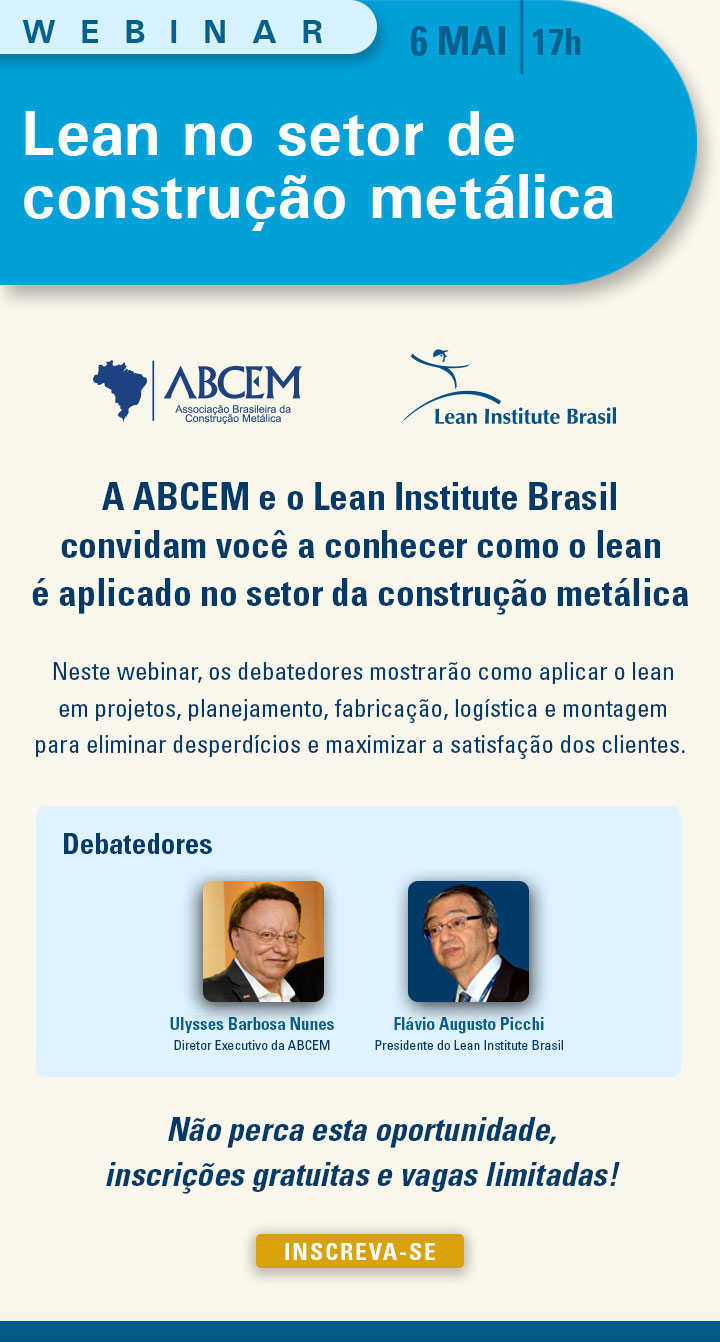 WEBINAR
6 MAI 17h
Lean no setor de
construção metálica
ABCEM
Associação Brasileira da
Construção Metálica
Lean Institute Brasil
A ABCEM e o Lean Institute Brasil
convidam você a conhecer como o lean
é aplicado no setor da construção metálica
Neste webinar, os debatedores mostrarão como aplicar o lean
em projetos, planejamento, fabricação, logística e montagem
para eliminar desperdícios e maximizar a satisfação dos clientes.
Debatedores
Ulysses Barbosa Nunes
Diretor Executivo da ABCEM
Flávio Augusto Picchi
Presidente do Lean Institute Brasil
Não perca esta oportunidade,
inscrições gratuitas e vagas limitadas!
INSCREVA-SE